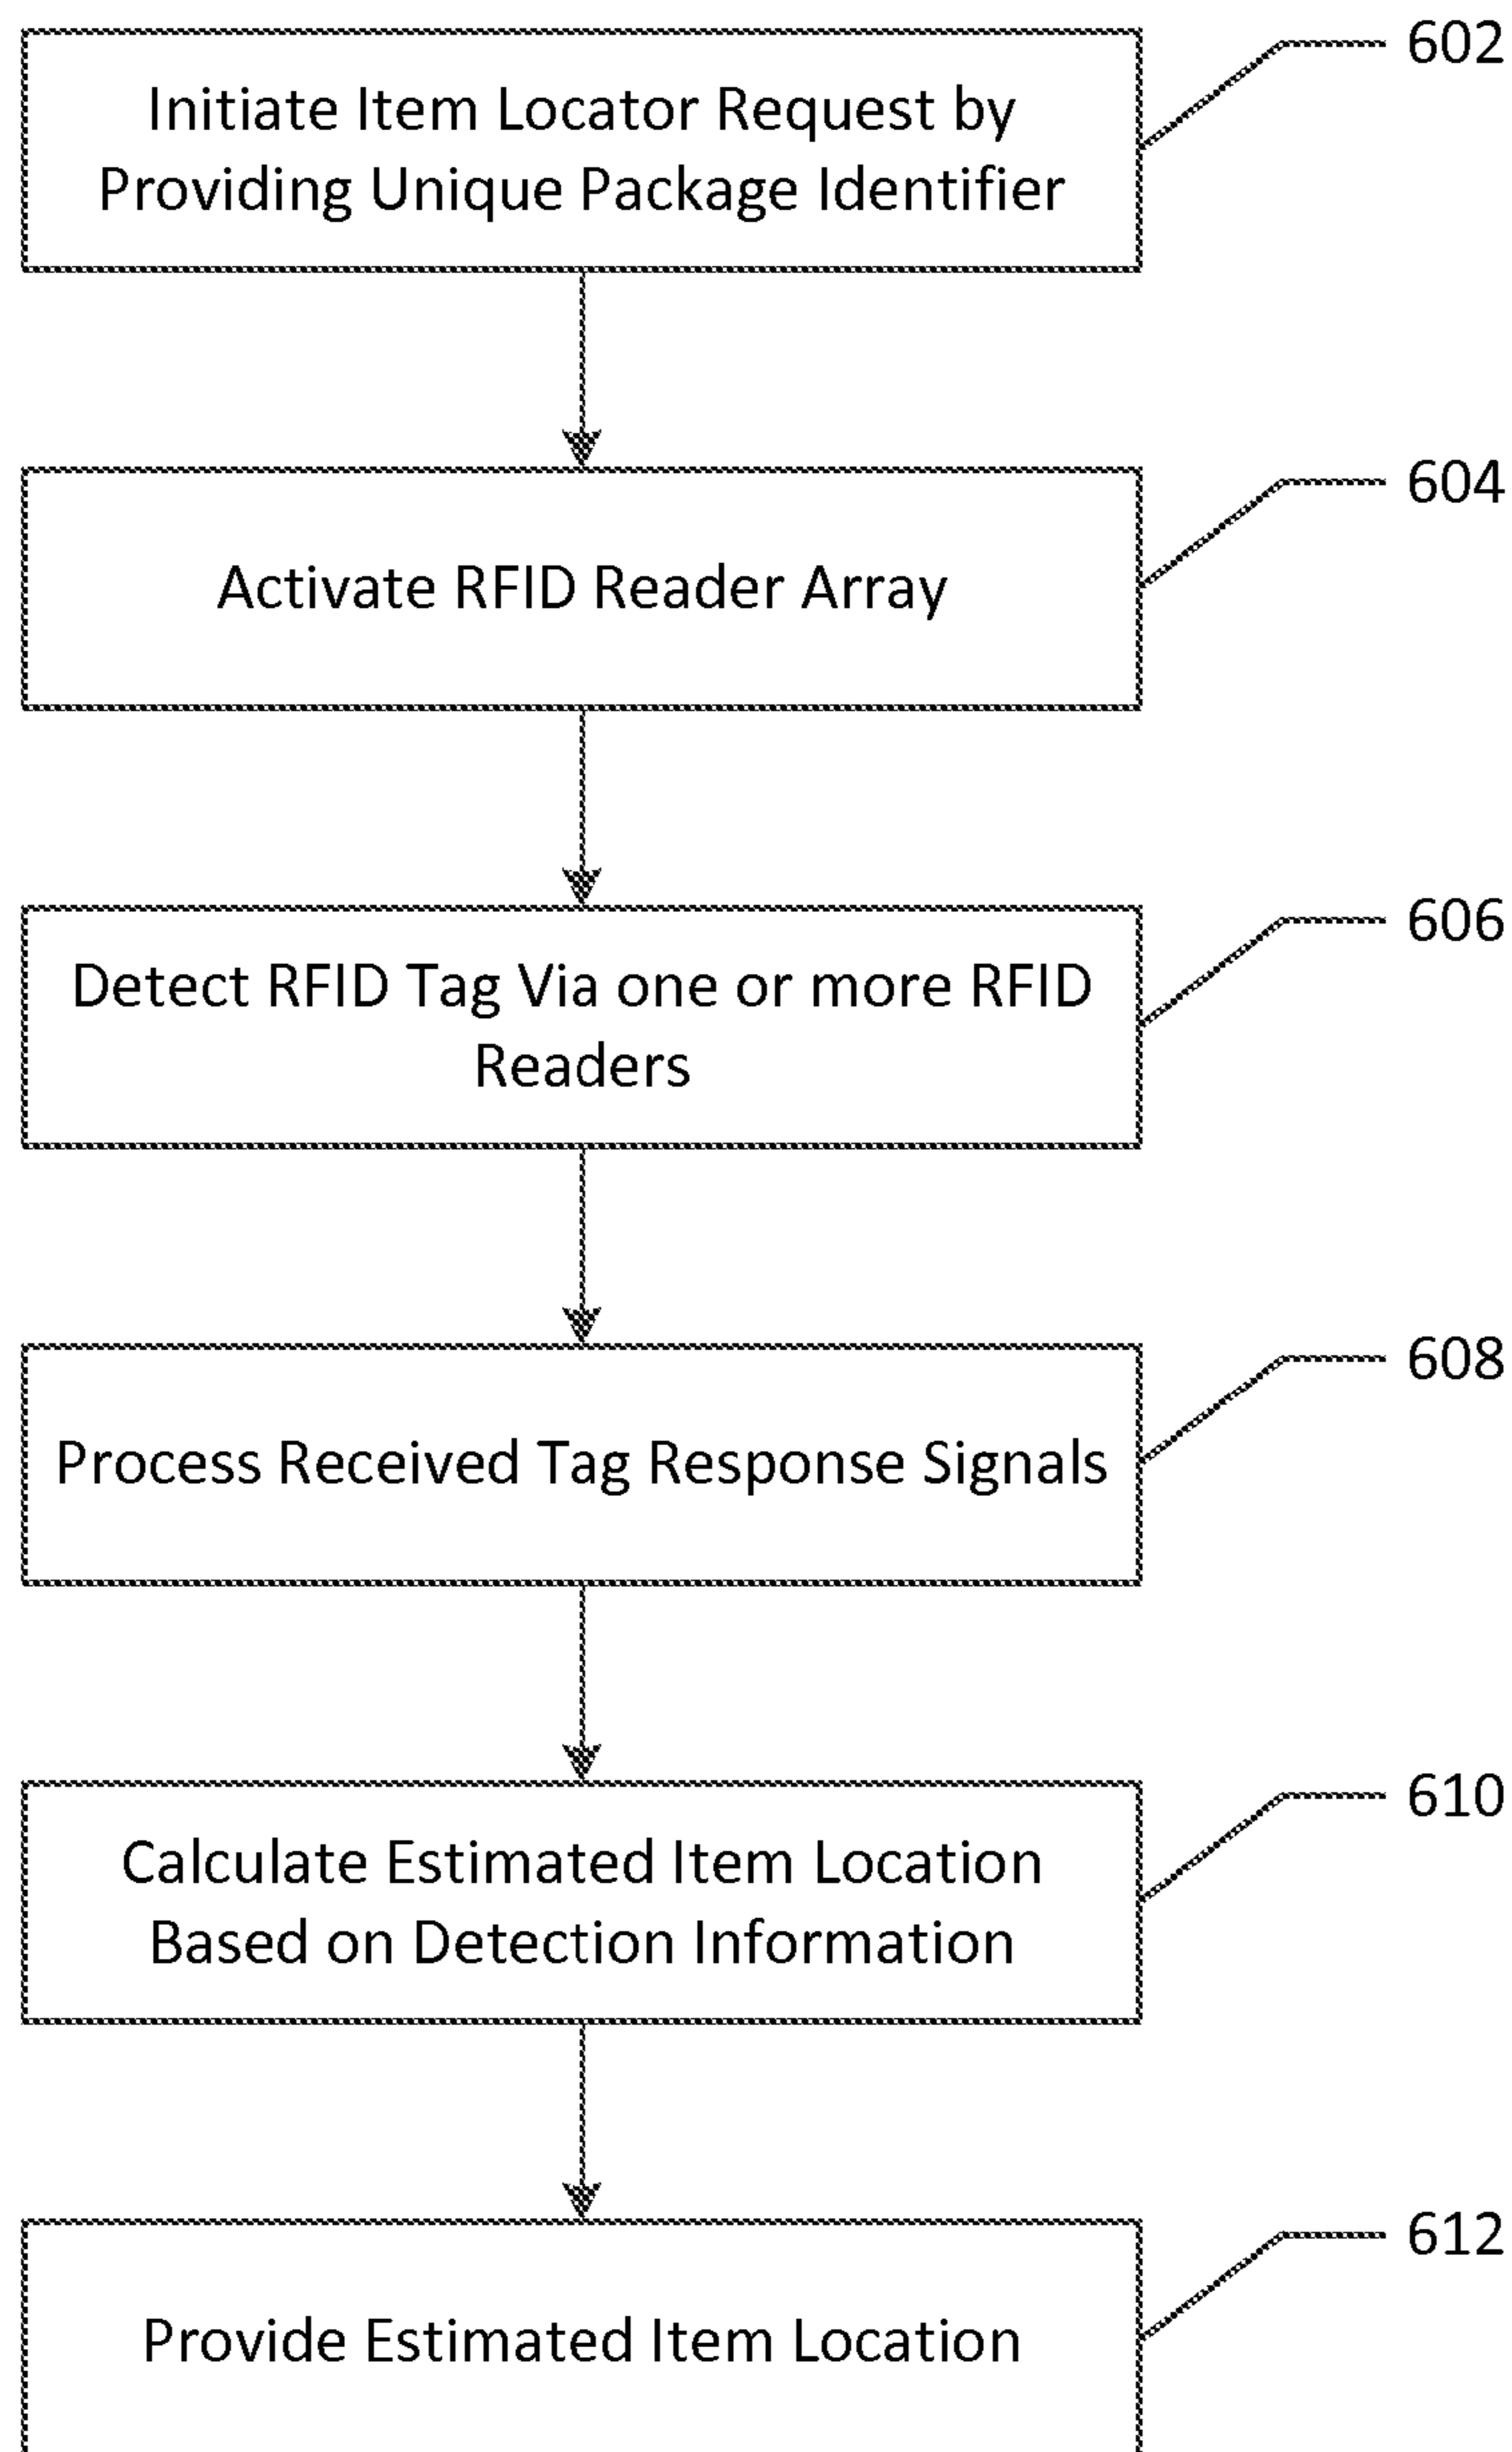 602
Initiate Item Locator Request by
Providing Unique Package Identifier
604
Activate RFID Reader Array
606
Detect RFID Tag Via one or more RFID
Readers
608
Process Received Tag Response Signals
610
Calculate Estimated Item Location
Based on Detection Information
612
Provide Estimated Item Location